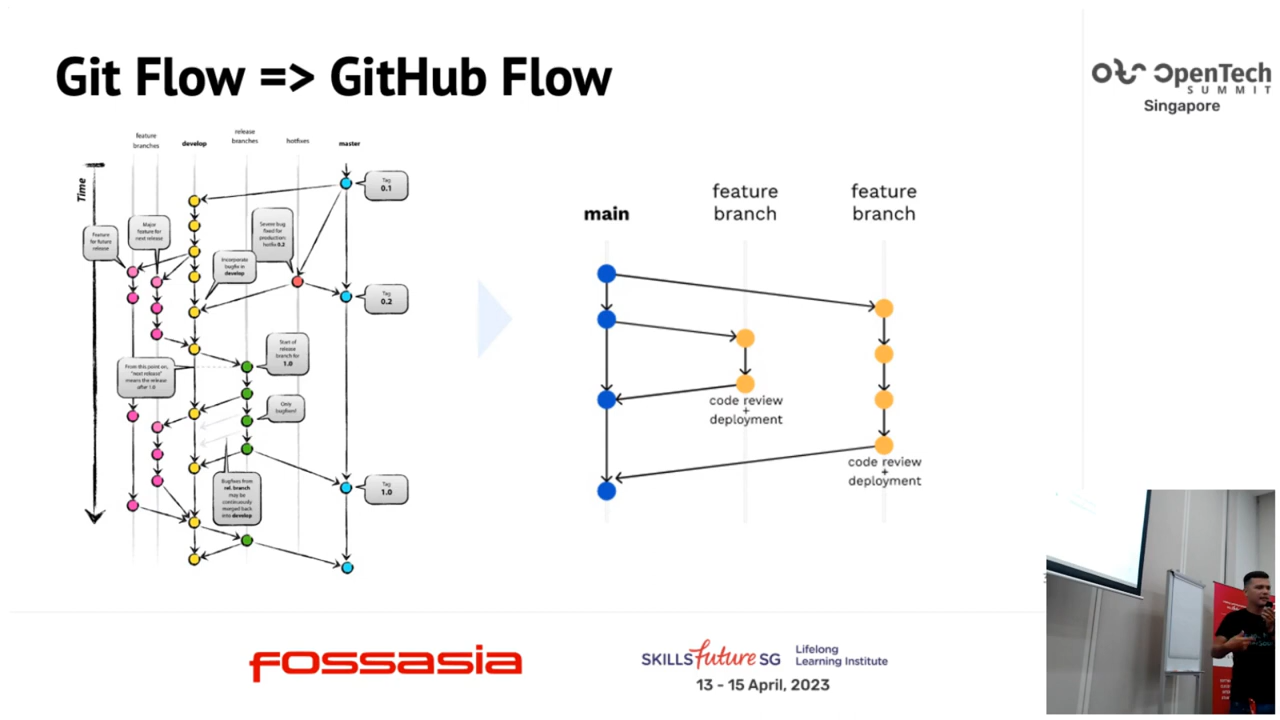 Git Flow => GitHub Flow
OpenTech
SUMMIT
Singapore
feature
branches
develop
release
branches
hotfixes
master
Time
Tag
0.1
Major
feature for
next release
Feature
for future
release
Severe bug
fixed for
production:
hotfix 0.2
Incorporate
bugfix in
develop
Tag
0.2
Start of
release
branch for
1.0
From this point on,
"next release"
means the release
after 1.0
Only
bugfixes!
Bugfixes from
rel. branch
may be
continuously
merged back
into develop
Tag
1.0
main
feature
branch
feature
branch
code review
+
deployment
code review
+
deployment
FOSSASIA
SKILLS future SG
Lifelong
Learning Institute
13 - 15 April, 2023